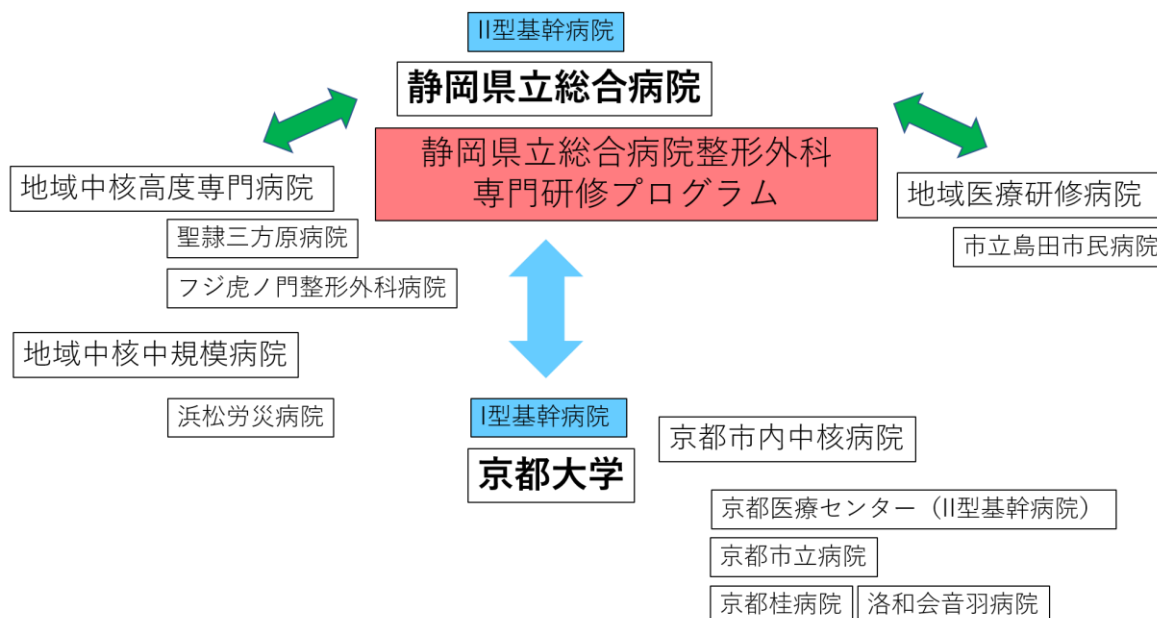 II型基幹病院
静岡県立総合病院
静岡県立総合病院整形外科
専門研修プログラム
地域中核高度専門病院
聖隷三方原病院
フジ虎ノ門整形外科病院
地域中核中規模病院
浜松労災病院
地域医療研修病院
市立島田市民病院
I型基幹病院
京都大学
京都市内中核病院
京都医療センター（II型基幹病院）
京都市立病院
京都桂病院 洛和会音羽病院